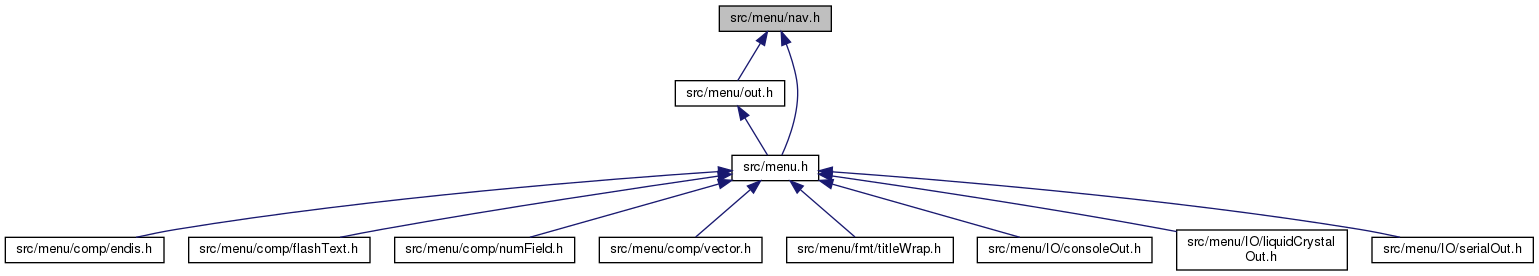 src/menu/nav.h
src/menu/out.h
src/menu.h
src/menu/comp/endis.h
src/menu/comp/flashText.h
src/menu/comp/numField.h
src/menu/comp/vector.h
src/menu/fmt/titleWrap.h
src/menu/IO/consoleOut.h
src/menu/IO/liquidCrystal
Out.h
src/menu/IO/serialOut.h